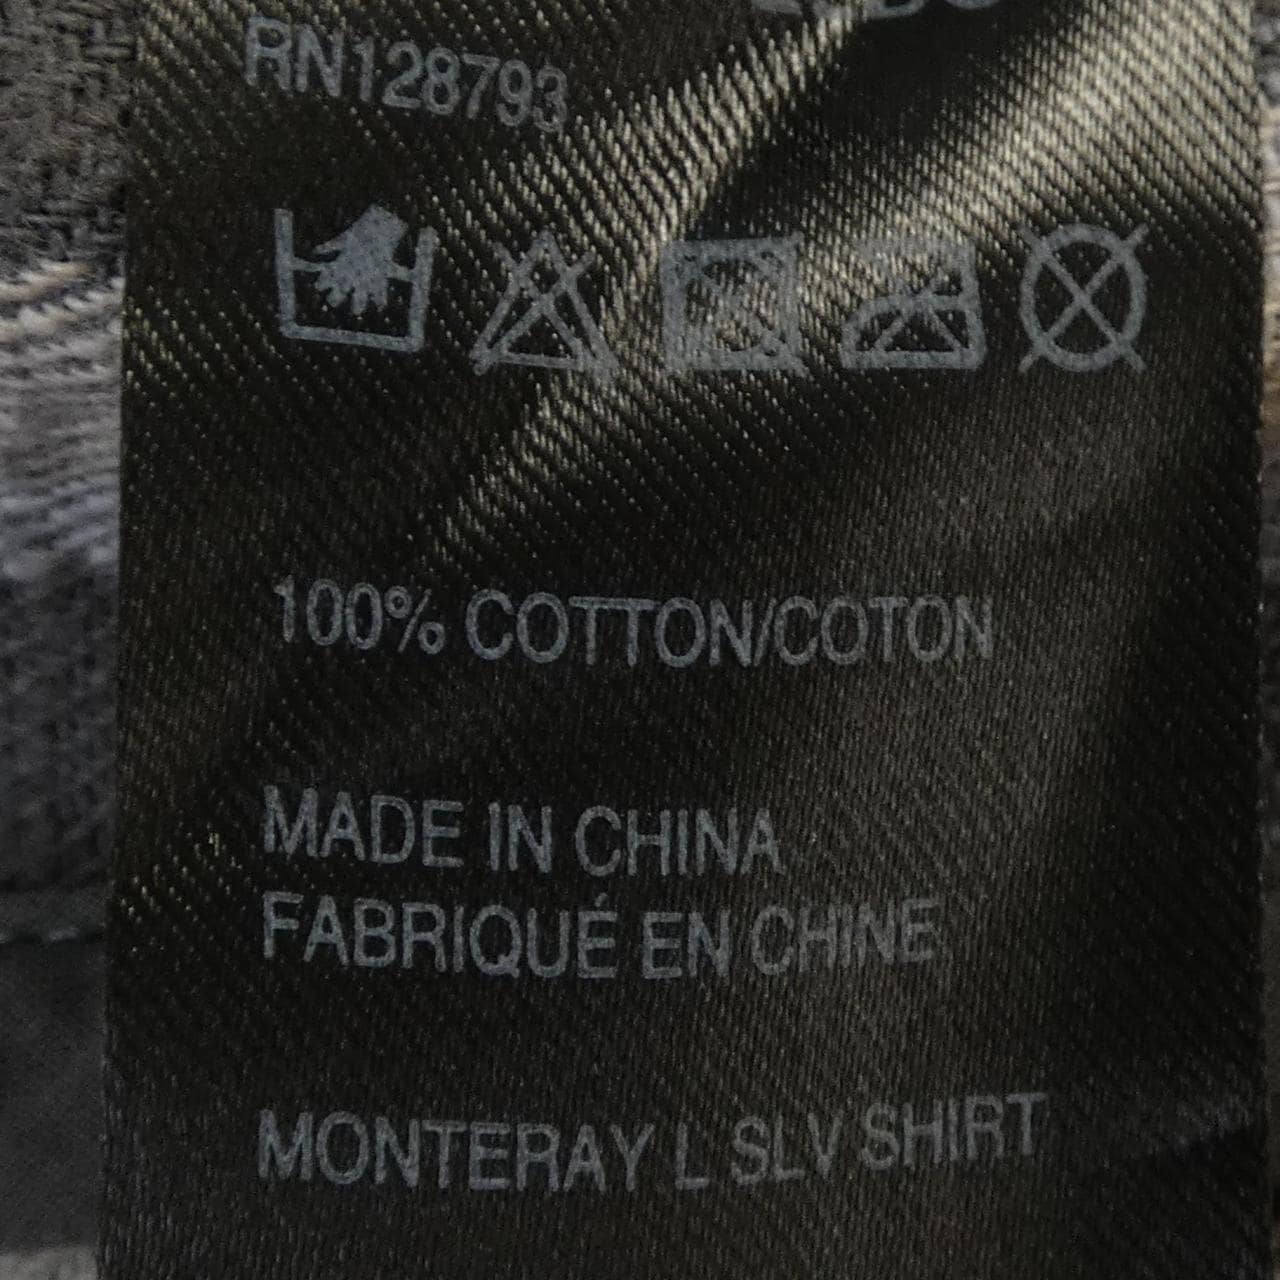 RN128793
100% COTTON/COTON
MADE IN CHINA
FABRIQUÉ EN CHINE
MONTERAY L SLV SHIRT